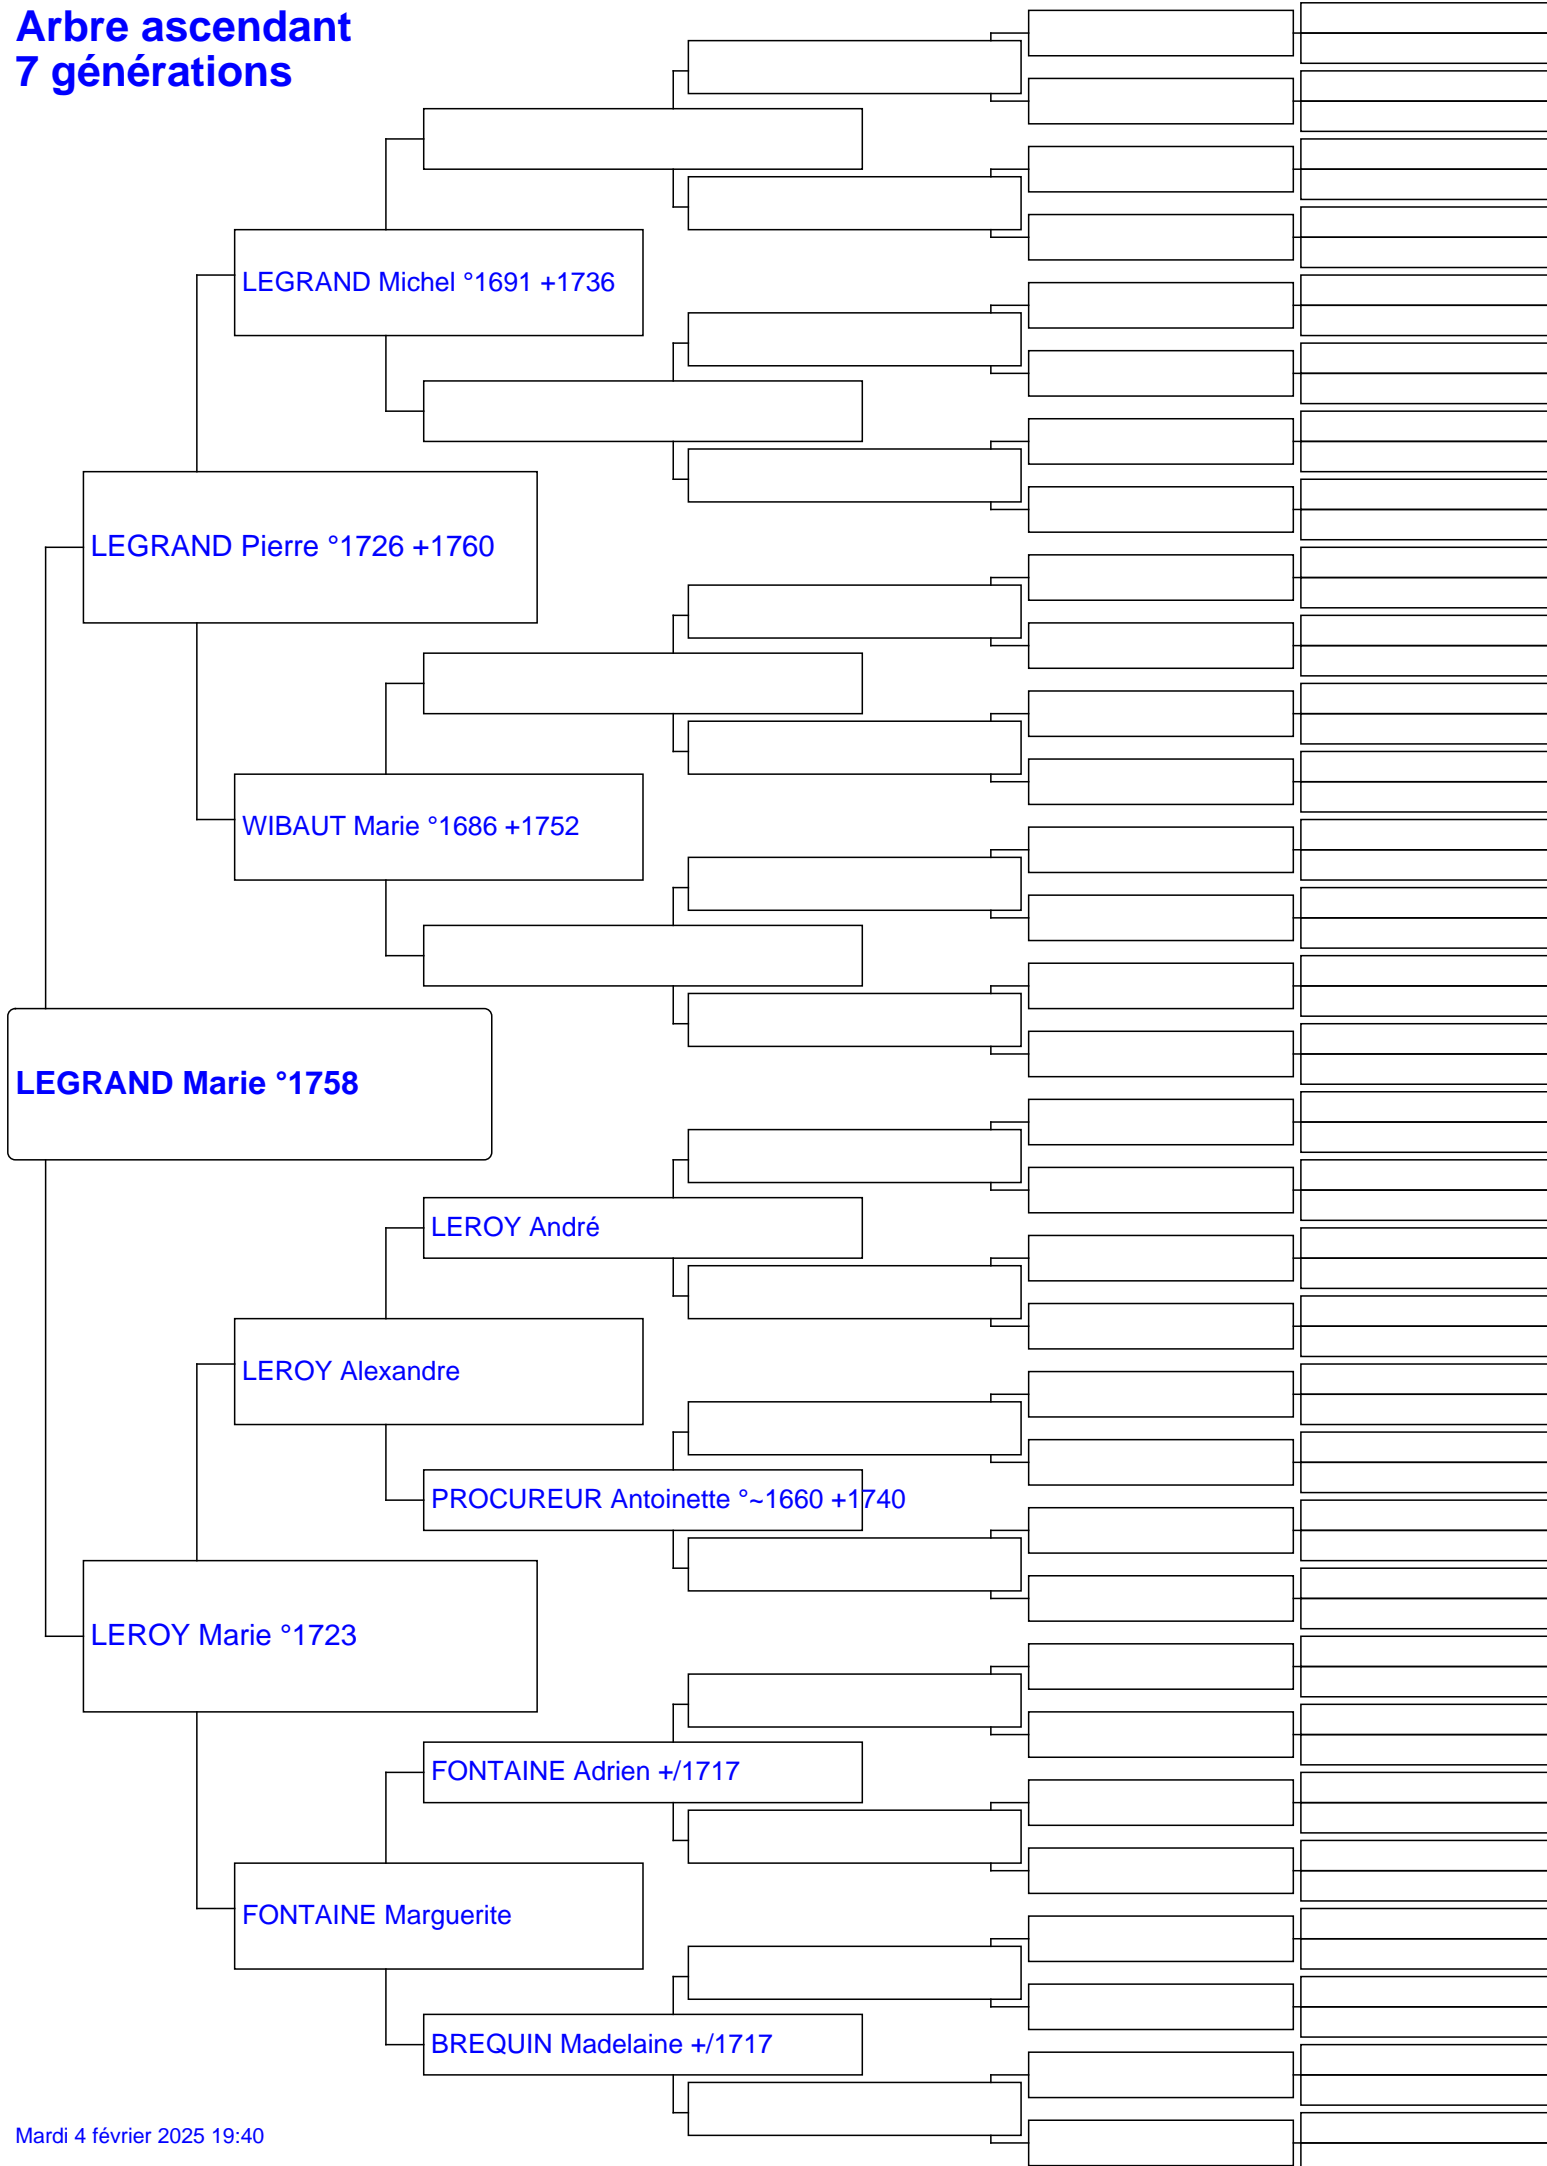 Arbre ascendant
7 générations
LEGRAND Michel °1691 +1736
LEGRAND Pierre °1726 +1760
WIBAUT Marie °1686 +1752
LEGRAND Marie °1758
LEROY André
LEROY Alexandre
PROCUREUR Antoinette °~1660 +1740
LEROY Marie °1723
FONTAINE Adrien +/1717
FONTAINE Marguerite
BREQUIN Madelaine +/1717
Mardi 4 février 2025 19:40